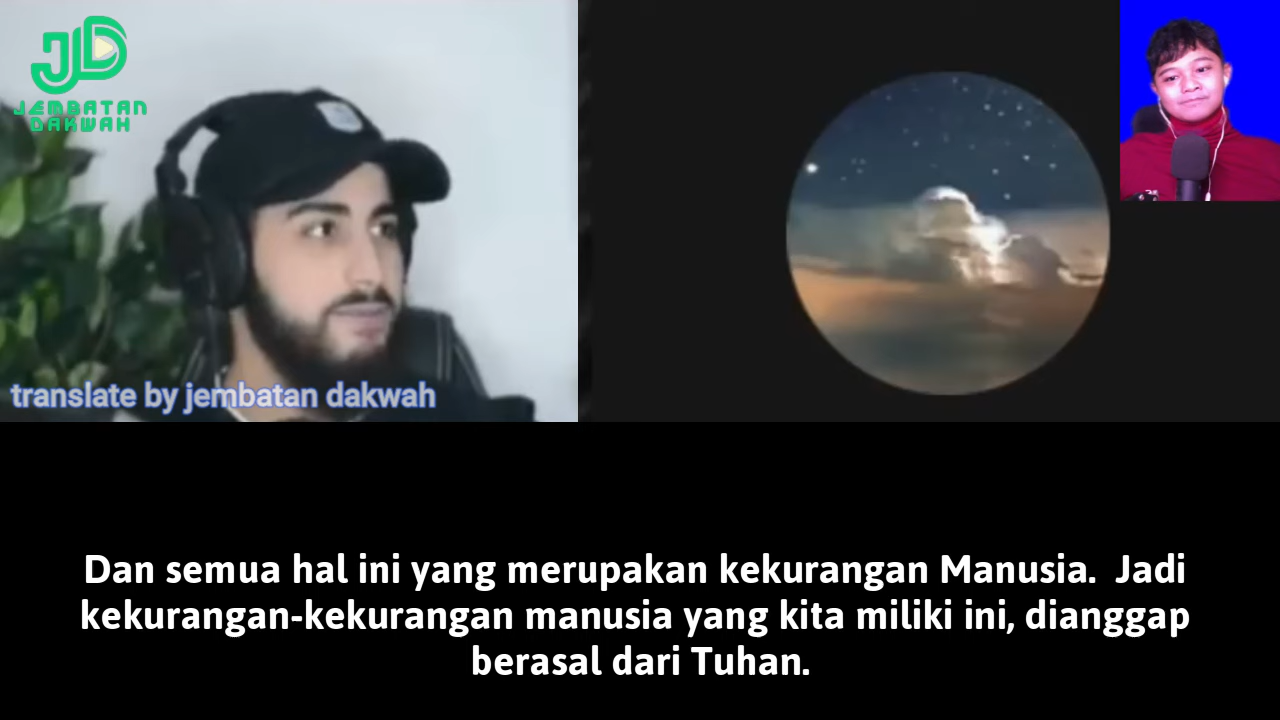 JEMBATAN
DAKWAH
translate by jembatan dakwah
Dan semua hal ini yang merupakan kekurangan Manusia.  Jadi
kekurangan-kekurangan manusia yang kita miliki ini, dianggap
berasal dari Tuhan.